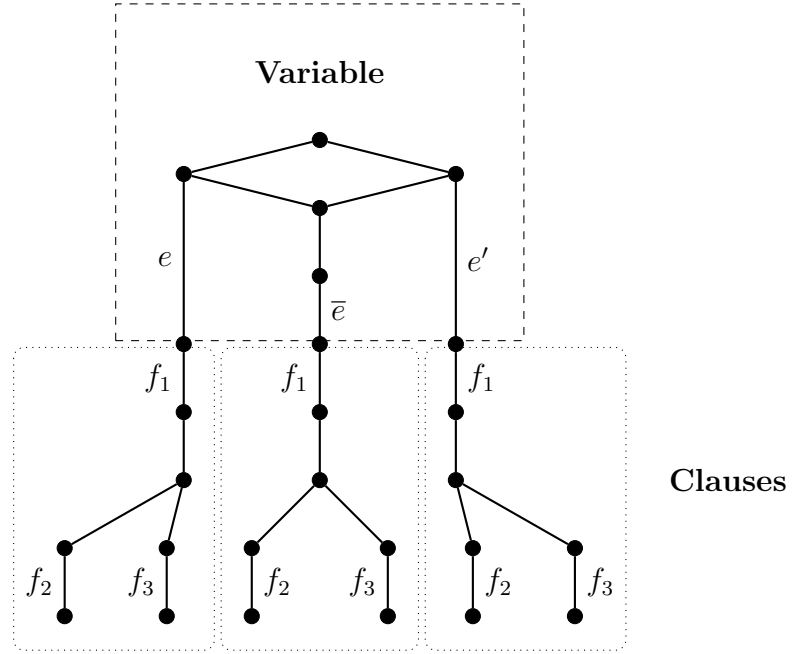 Variable
e
e′
e̅
f₁
f₁
f₁
Clauses
f₂
f₃
f₂
f₃
f₂
f₃